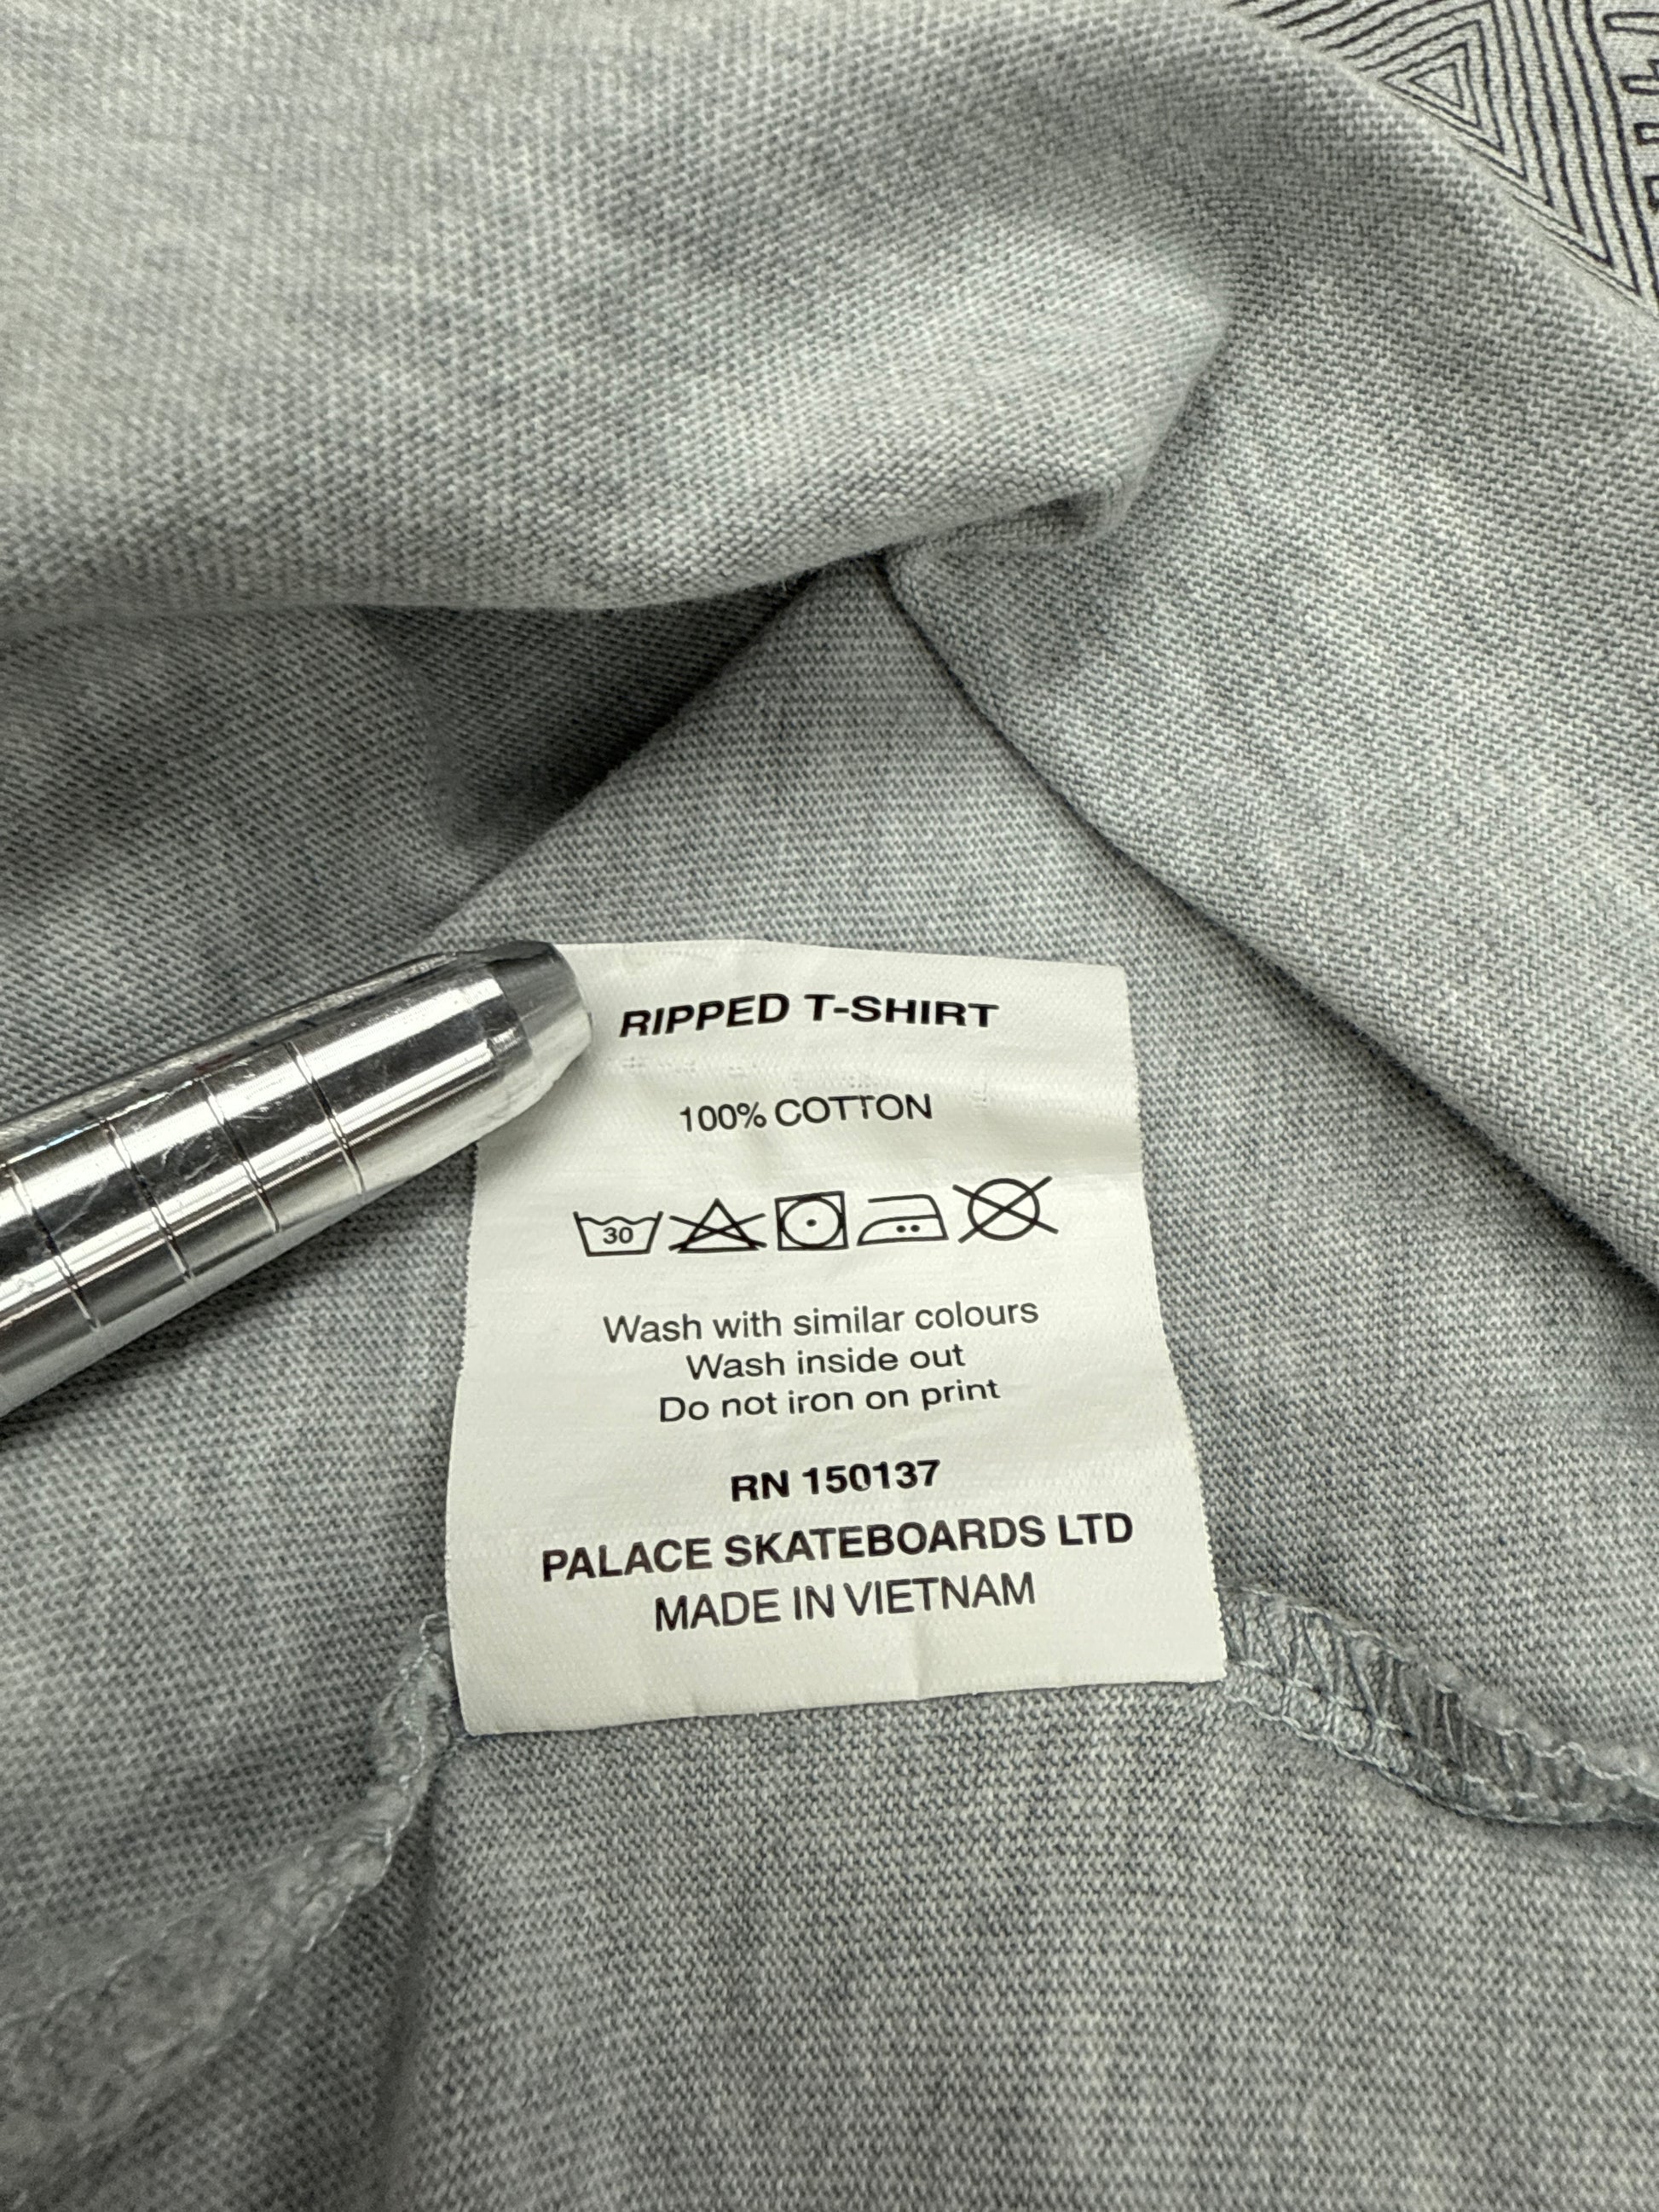 RIPPED T-SHIRT
100% COTTON
30
Wash with similar colours
Wash inside out
Do not iron on print
RN 150137
PALACE SKATEBOARDS LTD
MADE IN VIETNAM